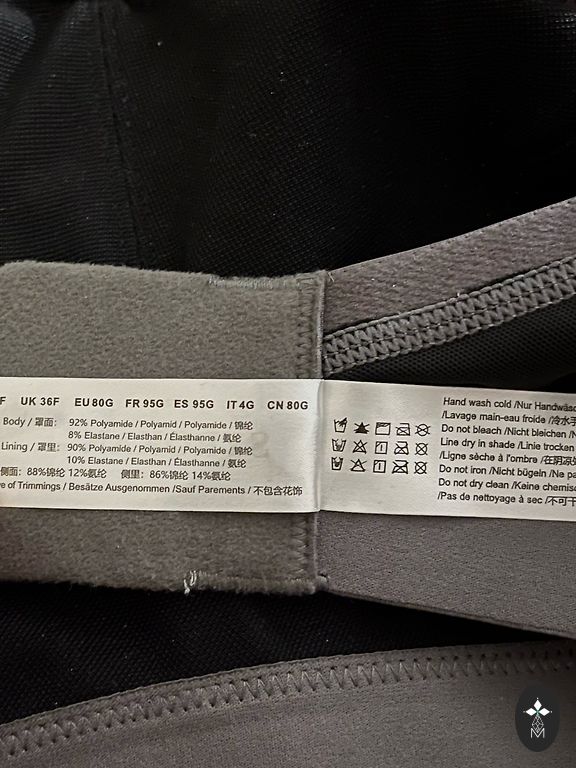 F UK 36F EU 80G FR 95G ES 95G IT 4G CN 80G
Body / 罩面: 92% Polyamide / Polyamid / Polyamide / 锦纶
8% Elastane / Elasthan / Élasthanne / 氨纶
Lining / 罩里: 90% Polyamide / Polyamid / Polyamide / 锦纶
10% Elastane / Elasthan / Élasthanne / 氨纶
侧面: 88%锦纶 12%氨纶 侧里: 86%锦纶 14%氨纶
of Trimmings / Besätze Ausgenommen /Sauf Parements / 不包含花饰
Hand wash cold /Nur Handwäsc
/Lavage main-eau froide /冷水手
Do not bleach /Nicht bleichen /N
Line dry in shade /Linie trocken
/Ligne sèche à l'ombre /在阴凉处
Do not iron /Nicht bügeln /Ne pa
Do not dry clean /Keine chemisc
/Pas de nettoyage à sec /不可干
M